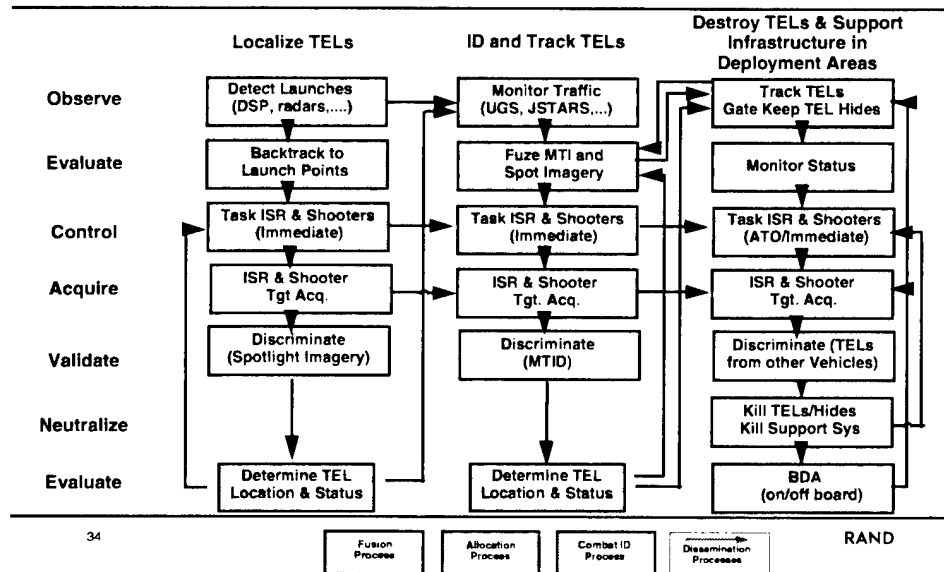 Localize TELs
ID and Track TELs
Destroy TELs & Support
Infrastructure in
Deployment Areas
Observe
Detect Launches
(DSP, radars,....)
Monitor Traffic
(UGS, JSTARS,...)
Track TELs
Gate Keep TEL Hides
Evaluate
Backtrack to
Launch Points
Fuze MTI and
Spot Imagery
Monitor Status
Control
Task ISR & Shooters
(Immediate)
Task ISR & Shooters
(Immediate)
Task ISR & Shooters
(ATO/Immediate)
Acquire
ISR & Shooter
Tgt Acq.
ISR & Shooter
Tgt. Acq.
ISR & Shooter
Tgt. Acq.
Validate
Discriminate
(Spotlight Imagery)
Discriminate
(MTID)
Discriminate (TELs
from other Vehicles)
Neutralize
Kill TELs/Hides
Kill Support Sys
Evaluate
Determine TEL
Location & Status
Determine TEL
Location & Status
BDA
(on/off board)
34
Fusion
Process
Allocation
Process
Combat ID
Process
Dissemination
Processes
RAND